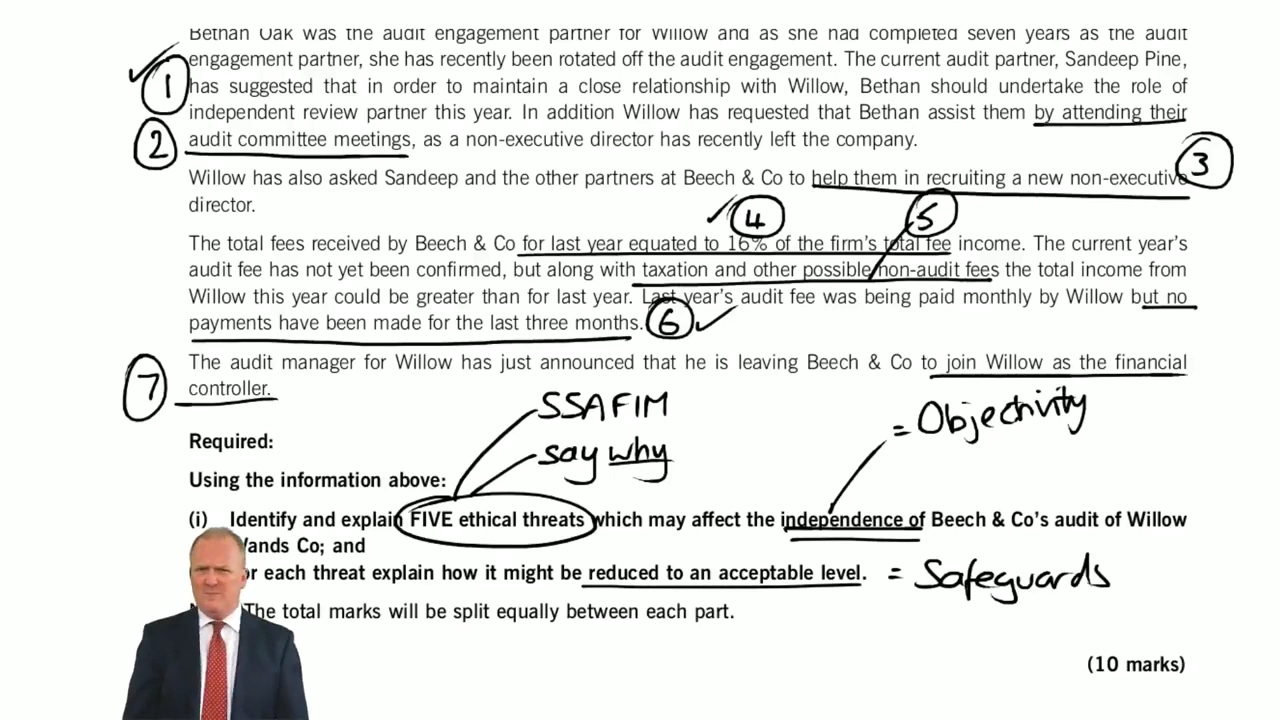 Bethan Oak was the audit engagement partner for Willow and as she had completed seven years as the audit
1 engagement partner, she has recently been rotated off the audit engagement. The current audit partner, Sandeep Pine,
has suggested that in order to maintain a close relationship with Willow, Bethan should undertake the role of
independent review partner this year. In addition Willow has requested that Bethan assist them by attending their
2 audit committee meetings, as a non-executive director has recently left the company.
3
Willow has also asked Sandeep and the other partners at Beech & Co to help them in recruiting a new non-executive
director.
4 5
The total fees received by Beech & Co for last year equated to 16% of the firm's total fee income. The current year's
audit fee has not yet been confirmed, but along with taxation and other possible non-audit fees the total income from
Willow this year could be greater than for last year. Last year's audit fee was being paid monthly by Willow but no
payments have been made for the last three months. 6
The audit manager for Willow has just announced that he is leaving Beech & Co to join Willow as the financial
7 controller.
SSAFIM
= Objectivity
Required:
say why
Using the information above:
(i) Identify and explain FIVE ethical threats which may affect the independence of Beech & Co's audit of Willow
ands Co; and
or each threat explain how it might be reduced to an acceptable level. = Safeguards
The total marks will be split equally between each part.
(10 marks)